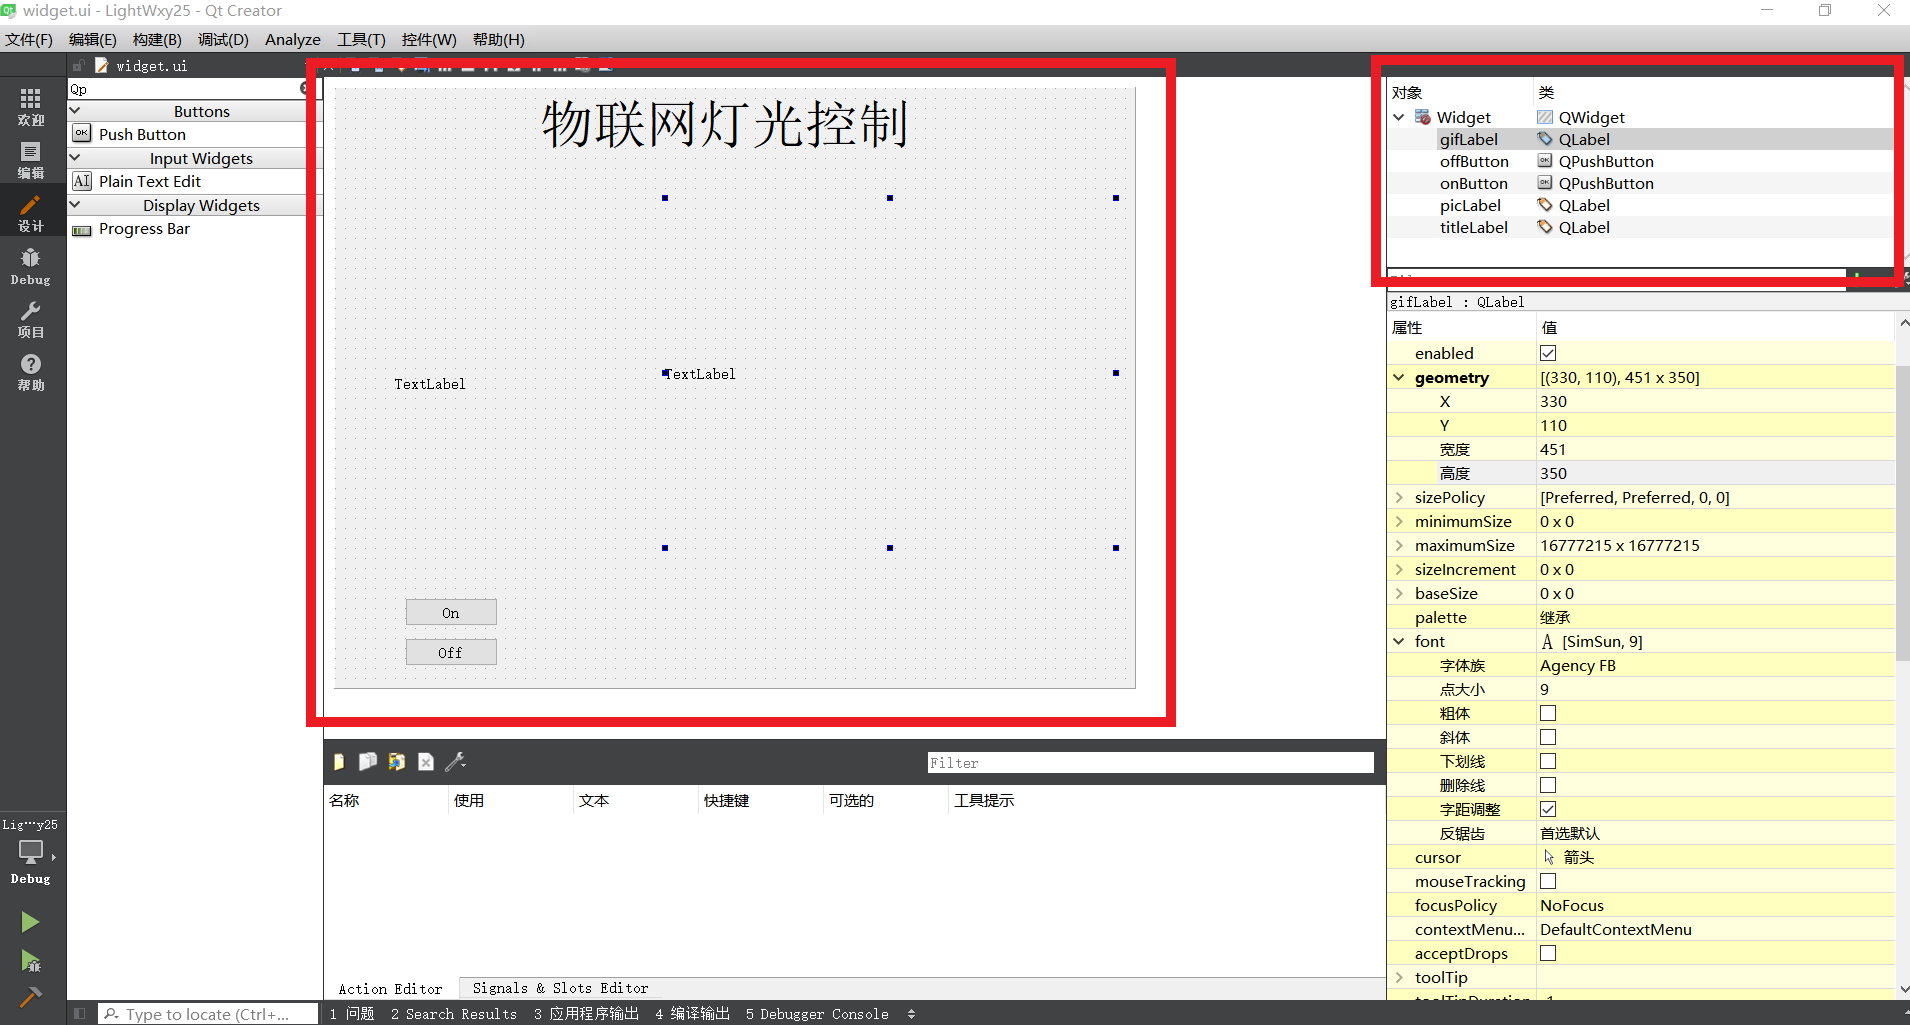 widget.ui - LightWxy25 - Qt Creator
文件(F) 编辑(E) 构建(B) 调试(D) Analyze 工具(T) 控件(W) 帮助(H)
widget.ui
欢迎
编辑
设计
Debug
项目
帮助
Lig···y25
Debug
Qp
Buttons
OK Push Button
Input Widgets
AI Plain Text Edit
Display Widgets
Progress Bar
物联网灯光控制
TextLabel
TextLabel
On
Off
对象 类
Widget QWidget
gifLabel QLabel
offButton OK QPushButton
onButton OK QPushButton
picLabel QLabel
titleLabel QLabel
gifLabel : QLabel
属性 值
enabled
geometry [(330, 110), 451 x 350]
X 330
Y 110
宽度 451
高度 350
sizePolicy [Preferred, Preferred, 0, 0]
minimumSize 0 x 0
maximumSize 16777215 x 16777215
sizeIncrement 0 x 0
baseSize 0 x 0
palette 继承
font A [SimSun, 9]
字体族 Agency FB
点大小 9
粗体
斜体
下划线
删除线
字距调整
反锯齿 首选默认
cursor 箭头
mouseTracking
focusPolicy NoFocus
contextMenu... DefaultContextMenu
acceptDrops
toolTip
Filter
名称 使用 文本 快捷键 可选的 工具提示
Action Editor Signals & Slots Editor
Type to locate (Ctrl+... 1 问题 2 Search Results 3 应用程序输出 4 编译输出 5 Debugger Console